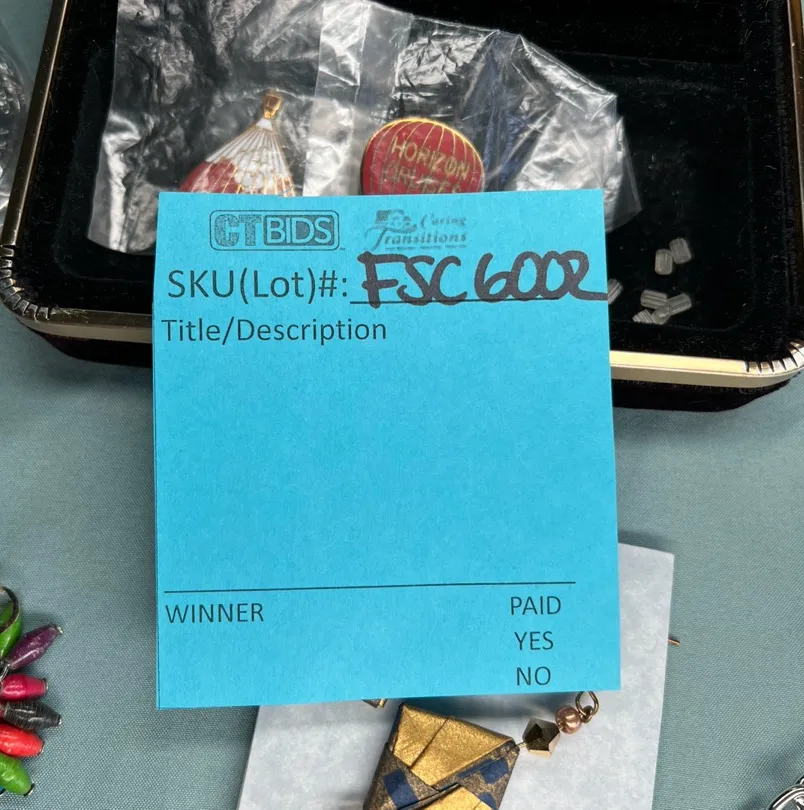 HORIZON
CTBIDS
Caring
Transitions
SKU(Lot)#: FSC6002
Title/Description
WINNER
PAID
YES
NO